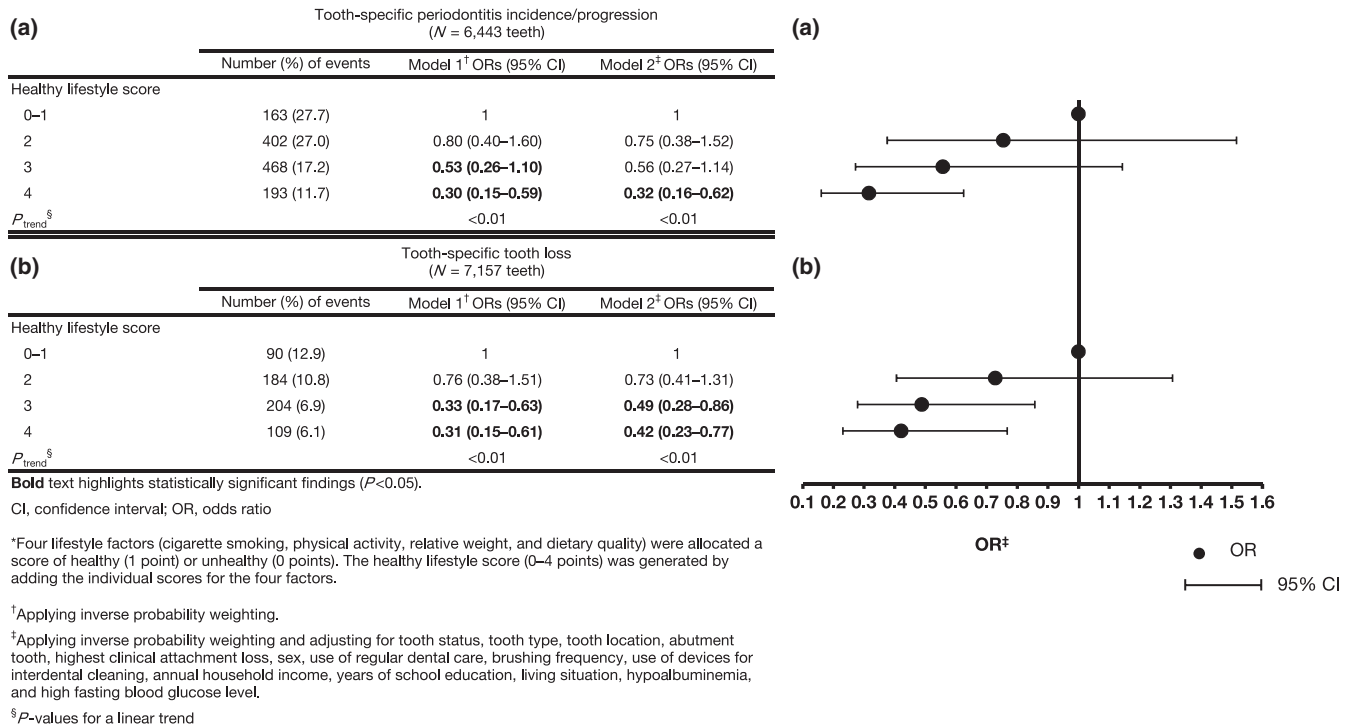 (a)
Tooth-specific periodontitis incidence/progression
(N = 6,443 teeth)
Number (%) of events Model 1† ORs (95% CI) Model 2‡ ORs (95% CI)
Healthy lifestyle score
0–1 163 (27.7) 1 1
2 402 (27.0) 0.80 (0.40–1.60) 0.75 (0.38–1.52)
3 468 (17.2) 0.53 (0.26–1.10) 0.56 (0.27–1.14)
4 193 (11.7) 0.30 (0.15–0.59) 0.32 (0.16–0.62)
Ptrend§ <0.01 <0.01
(b)
Tooth-specific tooth loss
(N = 7,157 teeth)
Number (%) of events Model 1† ORs (95% CI) Model 2‡ ORs (95% CI)
Healthy lifestyle score
0–1 90 (12.9) 1 1
2 184 (10.8) 0.76 (0.38–1.51) 0.73 (0.41–1.31)
3 204 (6.9) 0.33 (0.17–0.63) 0.49 (0.28–0.86)
4 109 (6.1) 0.31 (0.15–0.61) 0.42 (0.23–0.77)
Ptrend§ <0.01 <0.01
Bold text highlights statistically significant findings (P<0.05).
CI, confidence interval; OR, odds ratio
*Four lifestyle factors (cigarette smoking, physical activity, relative weight, and dietary quality) were allocated a
score of healthy (1 point) or unhealthy (0 points). The healthy lifestyle score (0–4 points) was generated by
adding the individual scores for the four factors.
†Applying inverse probability weighting.
‡Applying inverse probability weighting and adjusting for tooth status, tooth type, tooth location, abutment
tooth, highest clinical attachment loss, sex, use of regular dental care, brushing frequency, use of devices for
interdental cleaning, annual household income, years of school education, living situation, hypoalbuminemia,
and high fasting blood glucose level.
§P-values for a linear trend
(a)
(b)
0.1 0.2 0.3 0.4 0.5 0.6 0.7 0.8 0.9 1 1.1 1.2 1.3 1.4 1.5 1.6
OR‡
OR
95% CI